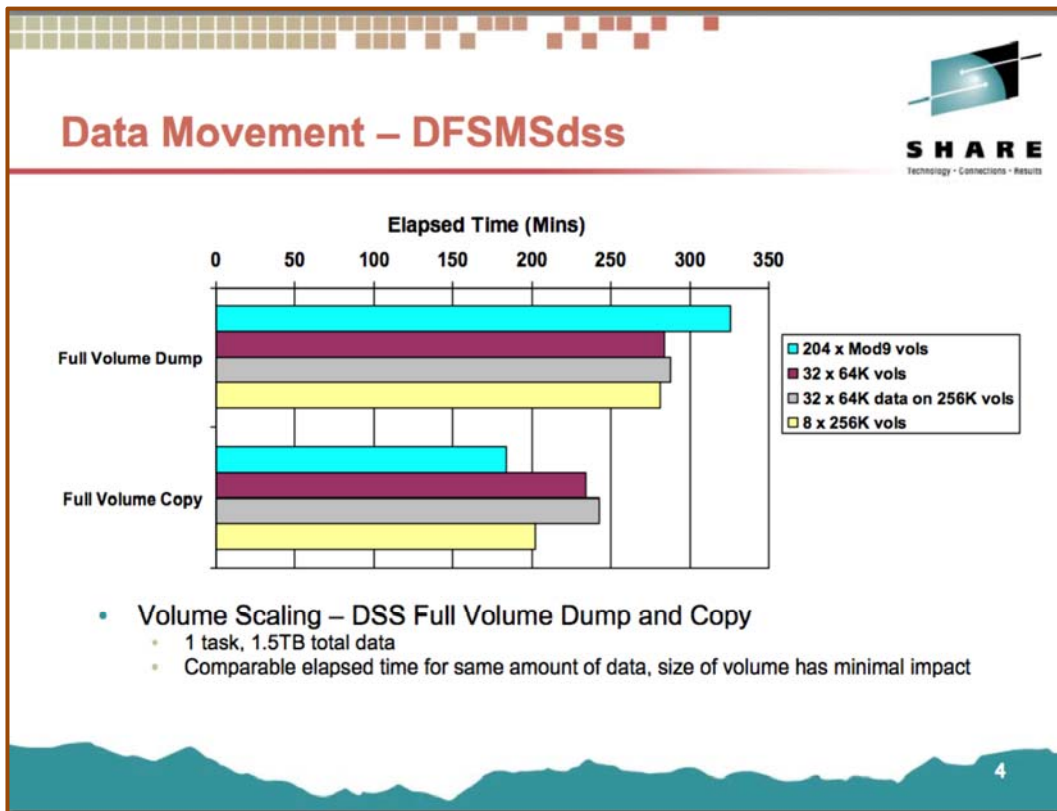 Data Movement – DFSMSdss
SHARE
Technology • Connections • Results
Elapsed Time (Mins)
0 50 100 150 200 250 300 350
Full Volume Dump
Full Volume Copy
204 x Mod9 vols
32 x 64K vols
32 x 64K data on 256K vols
8 x 256K vols
• Volume Scaling – DSS Full Volume Dump and Copy
• 1 task, 1.5TB total data
• Comparable elapsed time for same amount of data, size of volume has minimal impact
4